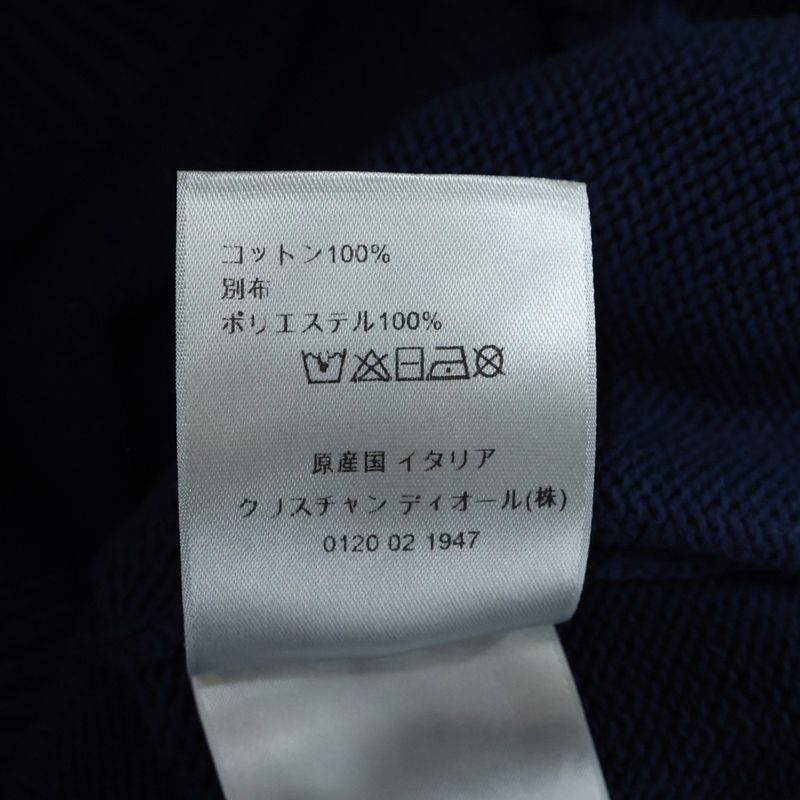 コットン100%
別布
ポリエステル100%
原産国 イタリア
クリスチャン ディオール(株)
0120 02 1947